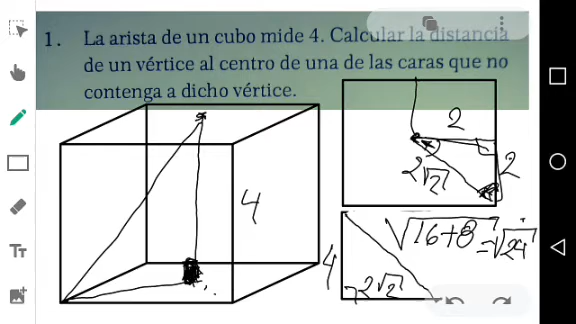 1. La arista de un cubo mide 4. Calcular la distancia
de un vértice al centro de una de las caras que no
contenga a dicho vértice.
2
2√2
2
4
√16+8 = √24
4
2√2
Tт